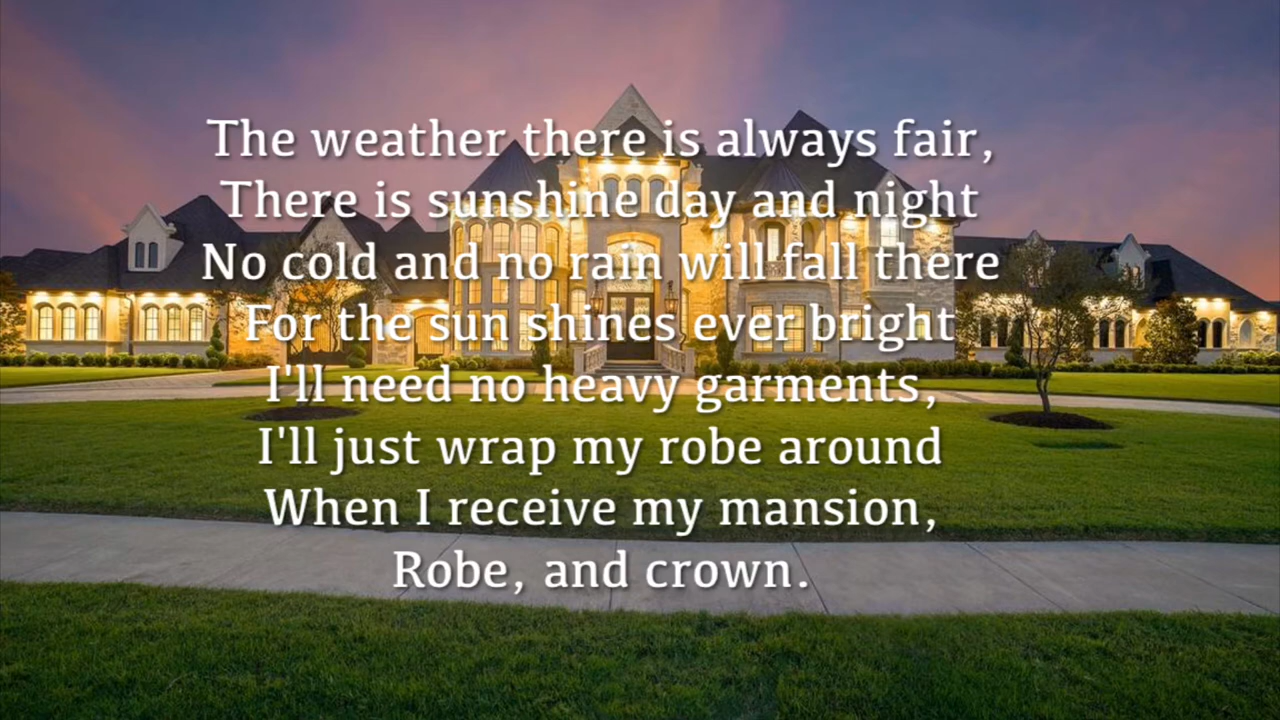 The weather there is always fair,
There is sunshine day and night
No cold and no rain will fall there
For the sun shines ever bright
I'll need no heavy garments,
I'll just wrap my robe around
When I receive my mansion,
Robe, and crown.